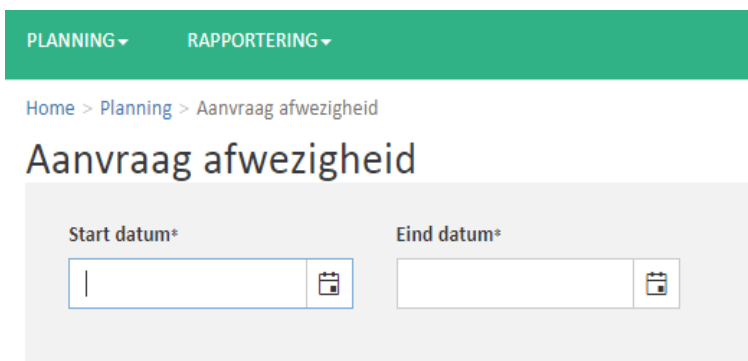 PLANNING RAPPORTERING
Home > Planning > Aanvraag afwezigheid
Aanvraag afwezigheid
Start datum* Eind datum*